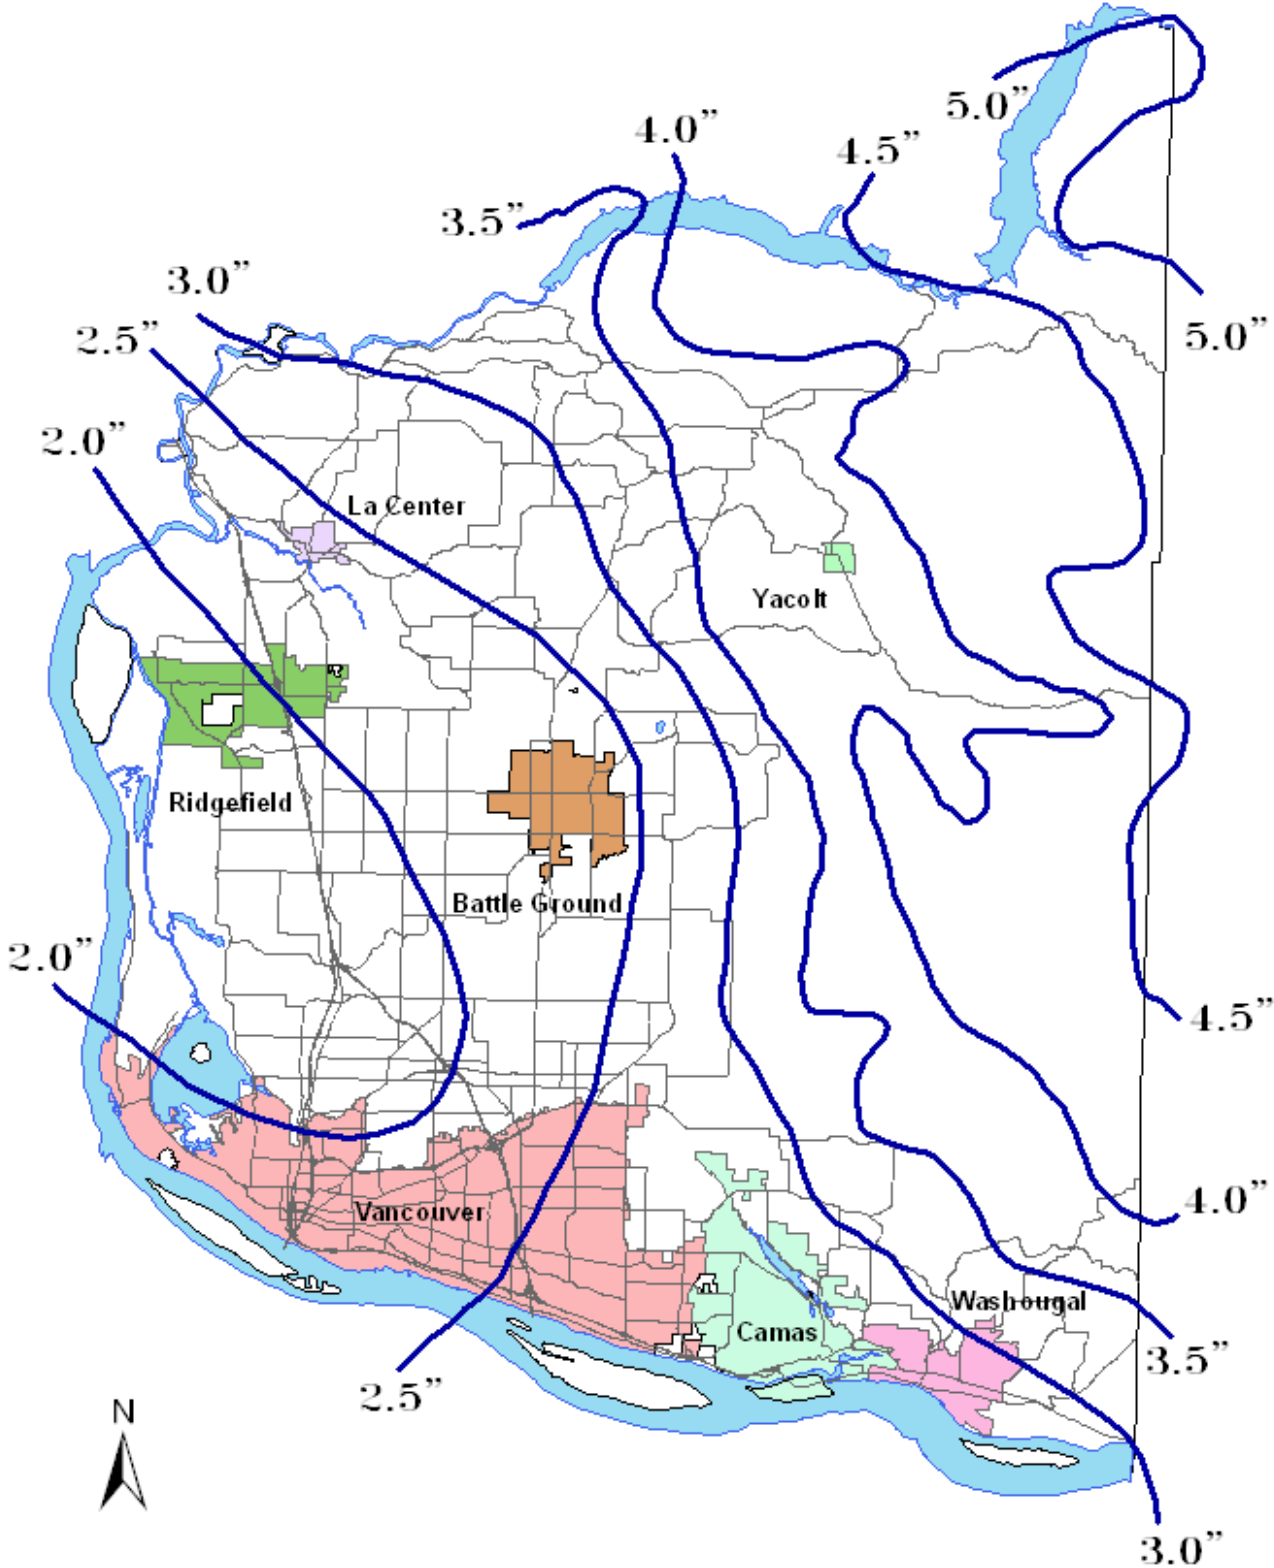 5.0”
4.0”
4.5”
3.5”
3.0”
2.5”
5.0”
2.0”
La Center
Yacolt
Ridgefield
Battle Ground
2.0”
4.5”
4.0”
Vancouver
Washougal
Camas
3.5”
2.5”
N
3.0”